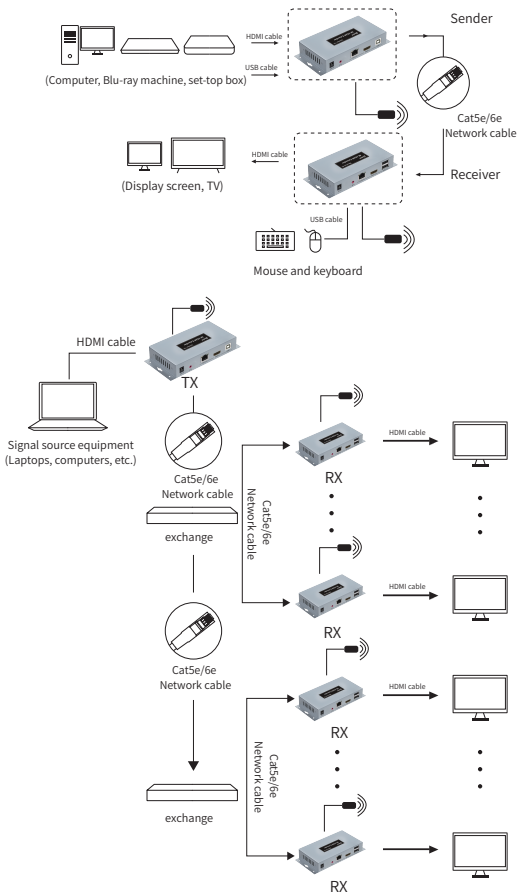 HDMI cable
Sender
USB cable
(Computer, Blu-ray machine, set-top box)
Cat5e/6e
Network cable
HDMI cable
Receiver
(Display screen, TV)
USB cable
Mouse and keyboard
HDMI cable
TX
Signal source equipment
(Laptops, computers, etc.)
Cat5e/6e
Network cable
exchange
Cat5e/6e
Network cable
HDMI cable
RX
HDMI cable
RX
Cat5e/6e
Network cable
HDMI cable
RX
Cat5e/6e
Network cable
exchange
RX